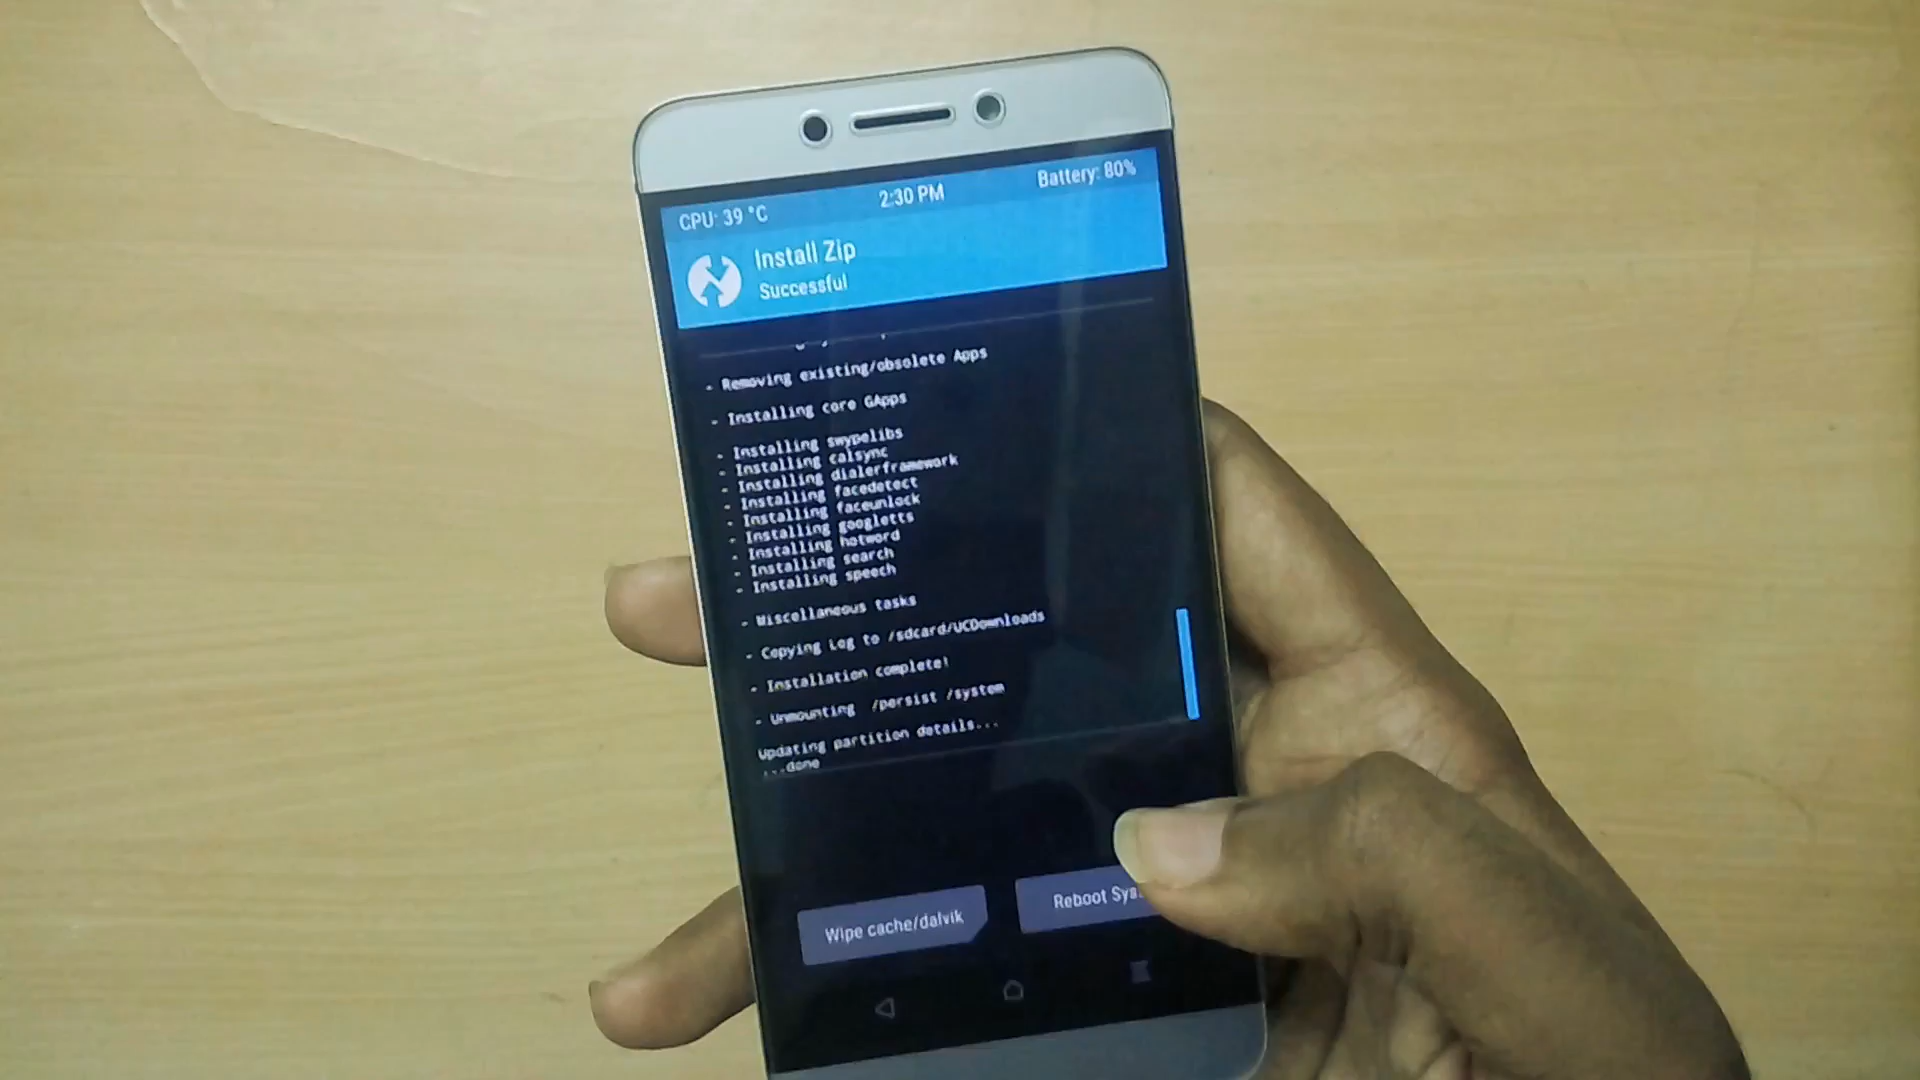 CPU: 39 °C 2:30 PM Battery: 80%
Install Zip
Successful
- Removing existing/obsolete Apps
- Installing core GApps
- Installing swypelibs
- Installing calsync
- Installing dialerframework
- Installing facedetect
- Installing faceunlock
- Installing googletts
- Installing hotword
- Installing search
- Installing speech
- Miscellaneous tasks
- Copying Log to /sdcard/UCDownloads
- Installation complete!
- Unmounting /persist /system
Updating partition details...
...done
Wipe cache/dalvik
Reboot Sys